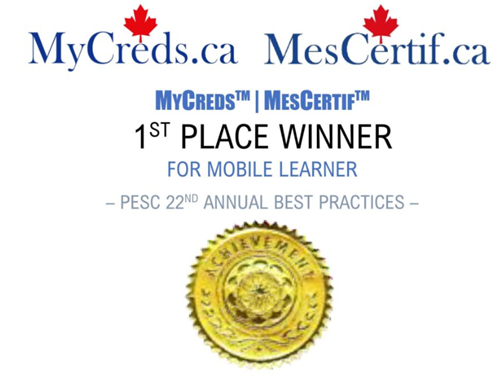 MyCreds.ca MesCertif.ca
MYCREDS™ | MESCERTIF™
1ST PLACE WINNER
FOR MOBILE LEARNER
– PESC 22ND ANNUAL BEST PRACTICES –
ACHIEVEMENT